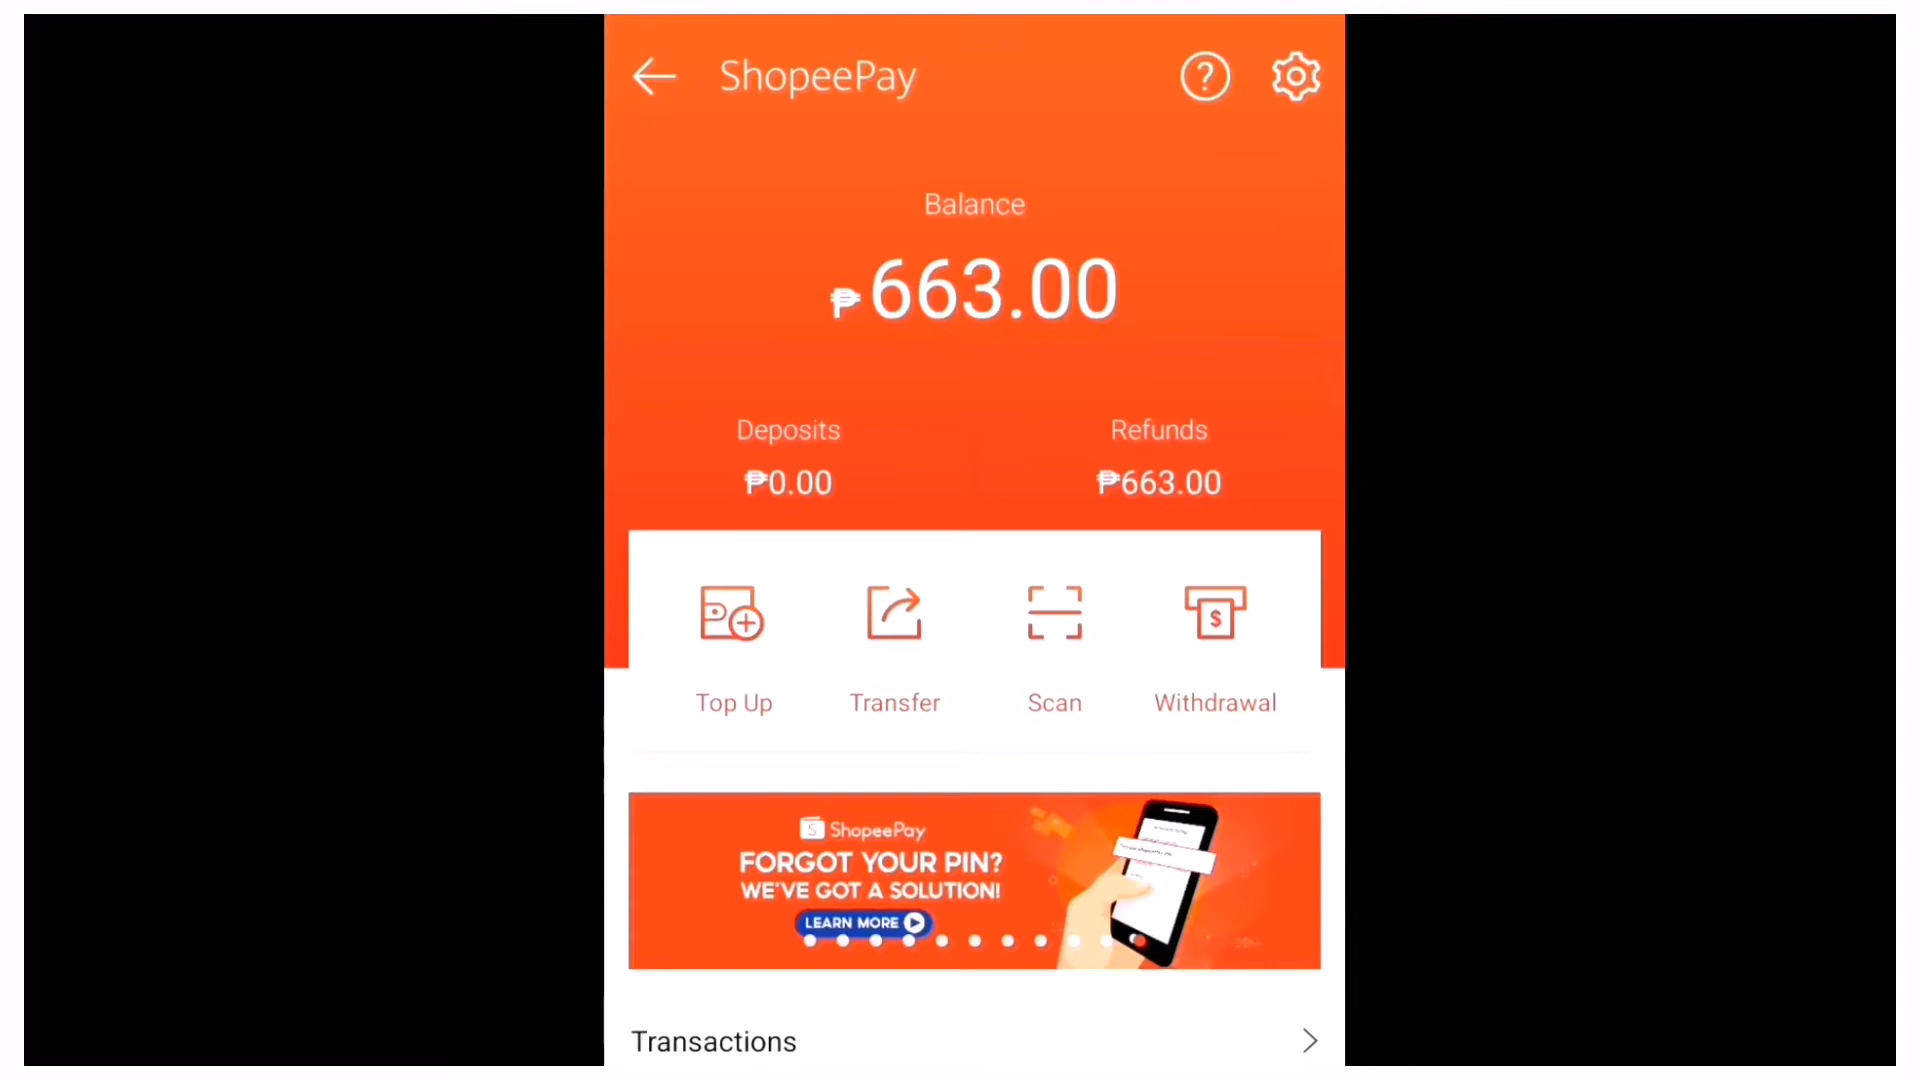 ShopeePay
Balance
₱663.00
Deposits
Refunds
₱0.00
₱663.00
Top Up
Transfer
Scan
Withdrawal
ShopeePay
FORGOT YOUR PIN?
WE'VE GOT A SOLUTION!
LEARN MORE
Transactions